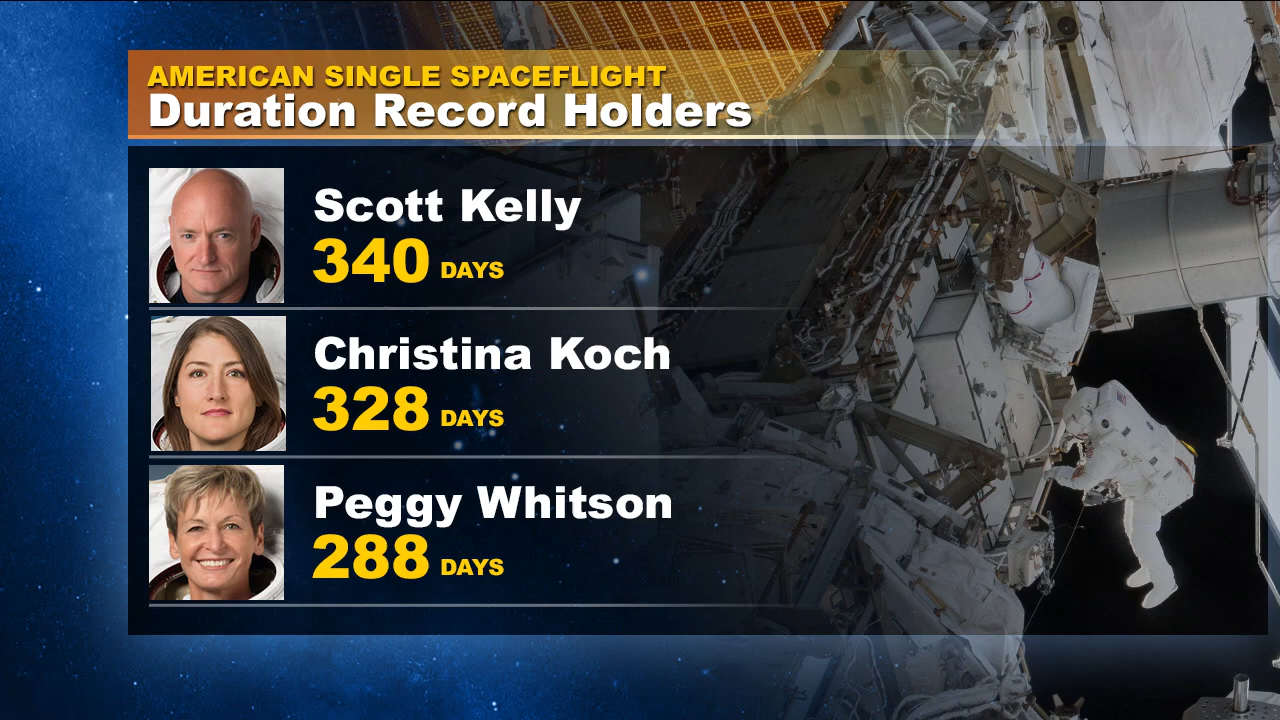 AMERICAN SINGLE SPACEFLIGHT
Duration Record Holders
Scott Kelly
340 DAYS
Christina Koch
328 DAYS
Peggy Whitson
288 DAYS